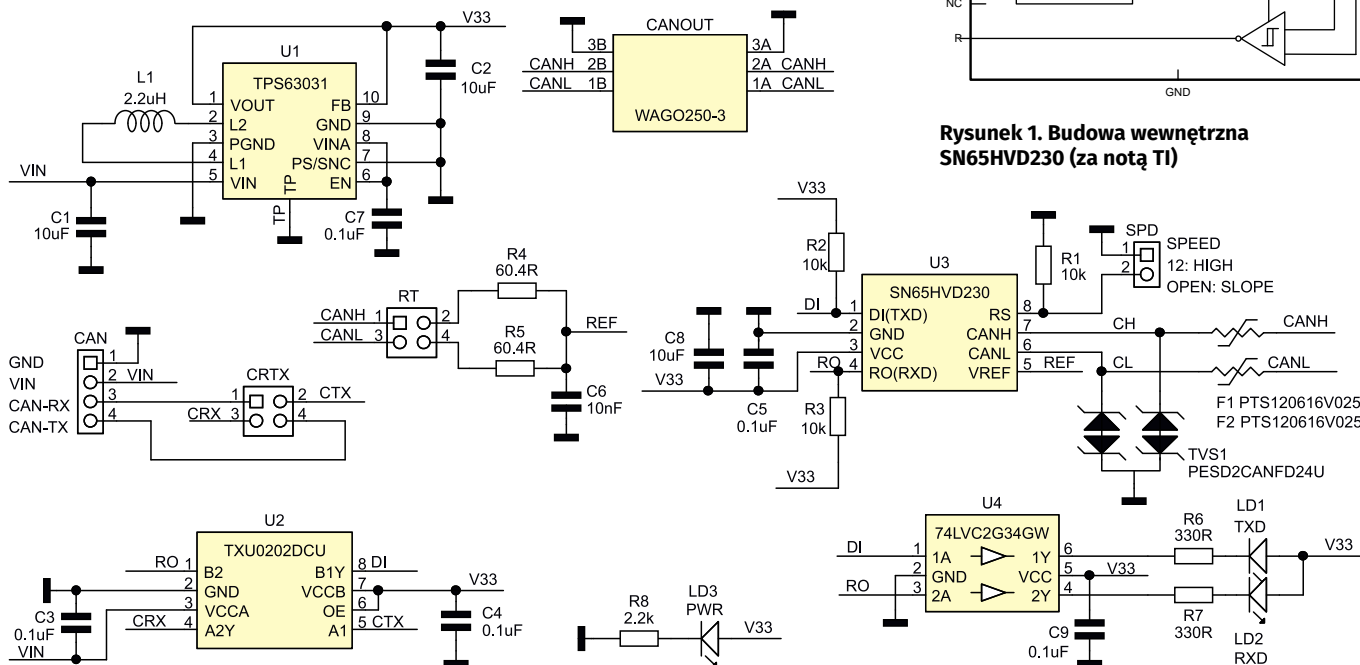 V33
U1
TPS63031
1 VOUT FB 10
2 L2 GND 9
3 PGND VINA 8
4 L1 PS/SNC 7
5 VIN EN 6
TP TP
L1
2.2uH
VIN
C1
10uF
C2
10uF
C7
0.1uF
CANOUT
3B 3A
CANH 2B 2A CANH
CANL 1B 1A CANL
WAGO250-3
NC
R
GND
Rysunek 1. Budowa wewnętrzna
SN65HVD230 (za notą TI)
CAN
GND 1
VIN 2 VIN
CAN-RX 3
CAN-TX 4
CRTX
1 2 CTX
CRX 3 4
RT
CANH 1 2
CANL 3 4
R4
60.4R
R5
60.4R
REF
C6
10nF
V33
R2
10k
DI
U3
SN65HVD230
1 DI(TXD) RS 8
2 GND CANH 7
3 VCC CANL 6
4 RO(RXD) VREF 5 REF
C8
10uF
V33
C5
0.1uF
RO
R3
10k
V33
R1
10k
SPD
1 SPEED
2 12: HIGH
OPEN: SLOPE
CH CANH
CL CANL
F1 PTS120616V025
F2 PTS120616V025
TVS1
PESD2CANFD24U
U2
TXU0202DCU
RO 1 B2 B1Y 8 DI
2 GND VCCB 7 V33
3 VCCA OE 6
CRX 4 A2Y A1 5 CTX
C3
0.1uF
VIN
C4
0.1uF
R8
2.2k
LD3
PWR
V33
U4
74LVC2G34GW
DI 1 1A 1Y 6
2 GND VCC 5 V33
RO 3 2A 2Y 4
C9
0.1uF
R6
330R
R7
330R
LD1
TXD
V33
LD2
RXD